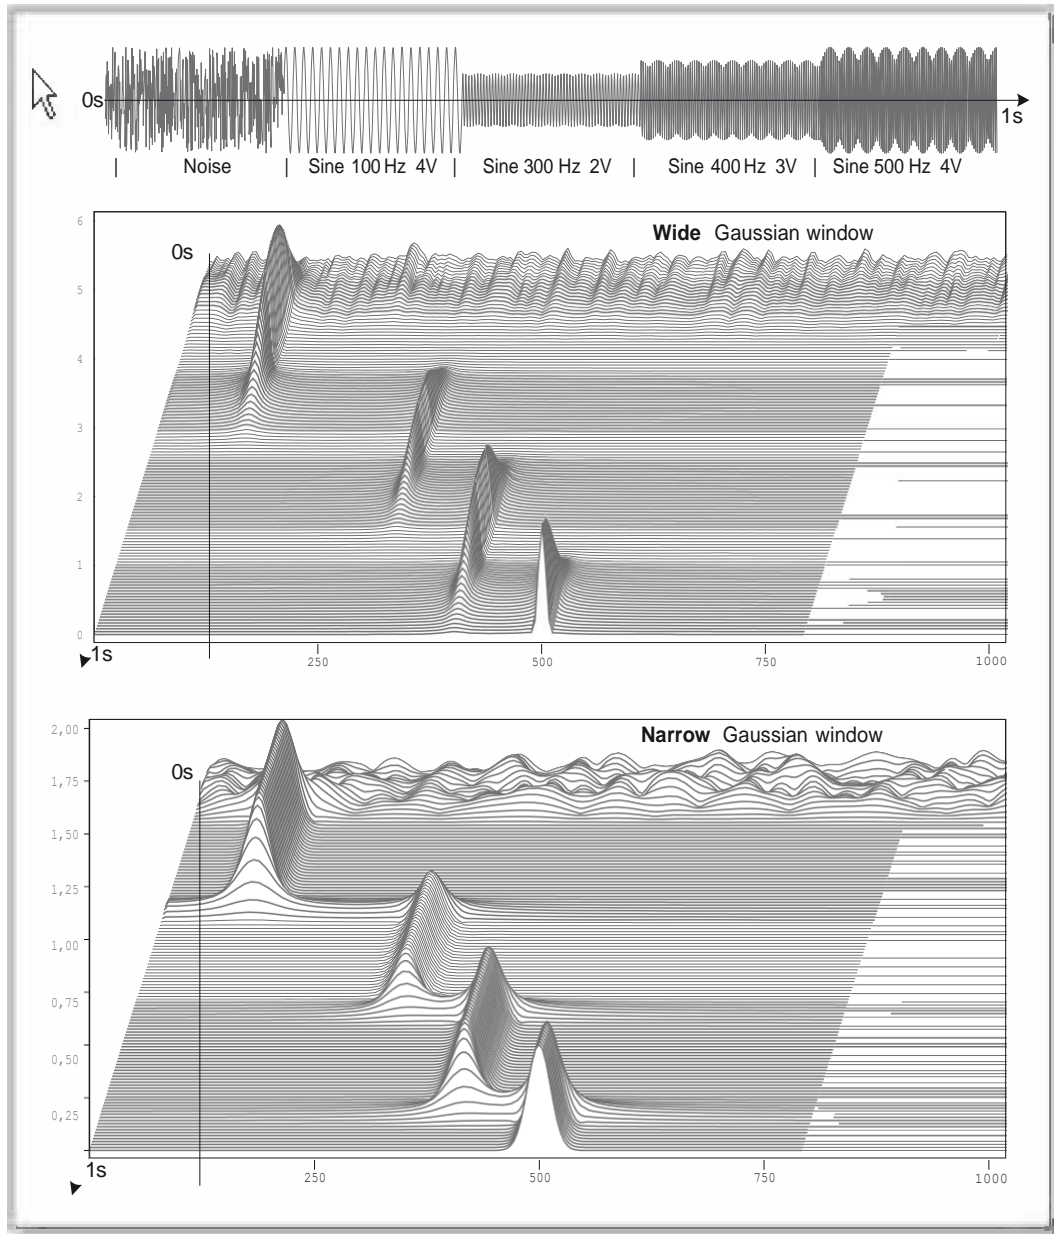 0s
1s
| Noise | Sine 100 Hz 4V | Sine 300 Hz 2V | Sine 400 Hz 3V | Sine 500 Hz 4V
Wide Gaussian window
0s
6
5
4
3
2
1
0
1s
250
500
750
1000
Narrow Gaussian window
0s
2,00
1,75
1,50
1,25
1,00
0,75
0,50
0,25
1s
250
500
750
1000